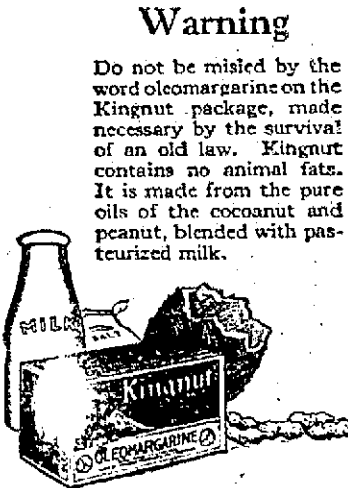 Warning
Do not be misled by the
word oleomargarine on the
Kingnut package, made
necessary by the survival
of an old law. Kingnut
contains no animal fats.
It is made from the pure
oils of the cocoanut and
peanut, blended with pas-
teurized milk.
MILK
SALT
Kingnut
OLEOMARGARINE